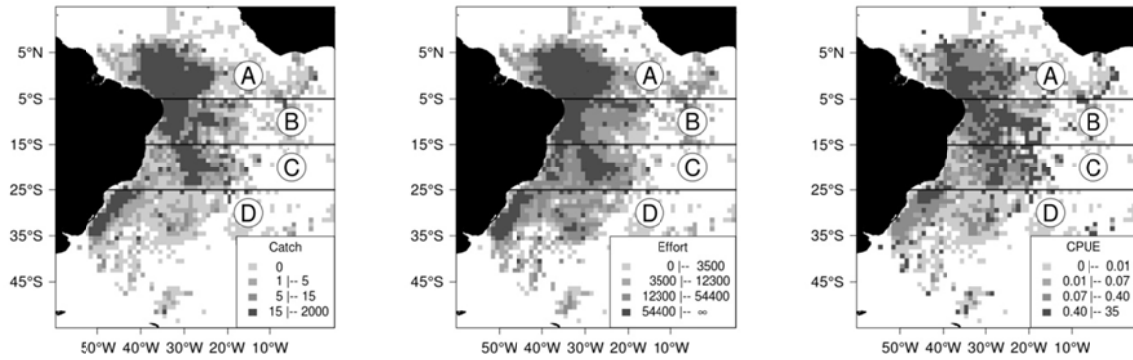 5°N
5°S
15°S
25°S
35°S
45°S
50°W 40°W 30°W 20°W 10°W
A
B
C
D
Catch
0
1 |-- 5
5 |-- 15
15 |-- 2000
5°N
5°S
15°S
25°S
35°S
45°S
50°W 40°W 30°W 20°W 10°W
A
B
C
D
Effort
0 |-- 3500
3500 |-- 12300
12300 |-- 54400
54400 |-- ∞
5°N
5°S
15°S
25°S
35°S
45°S
50°W 40°W 30°W 20°W 10°W
A
B
C
D
CPUE
0 |-- 0.01
0.01 |-- 0.07
0.07 |-- 0.40
0.40 |-- 35